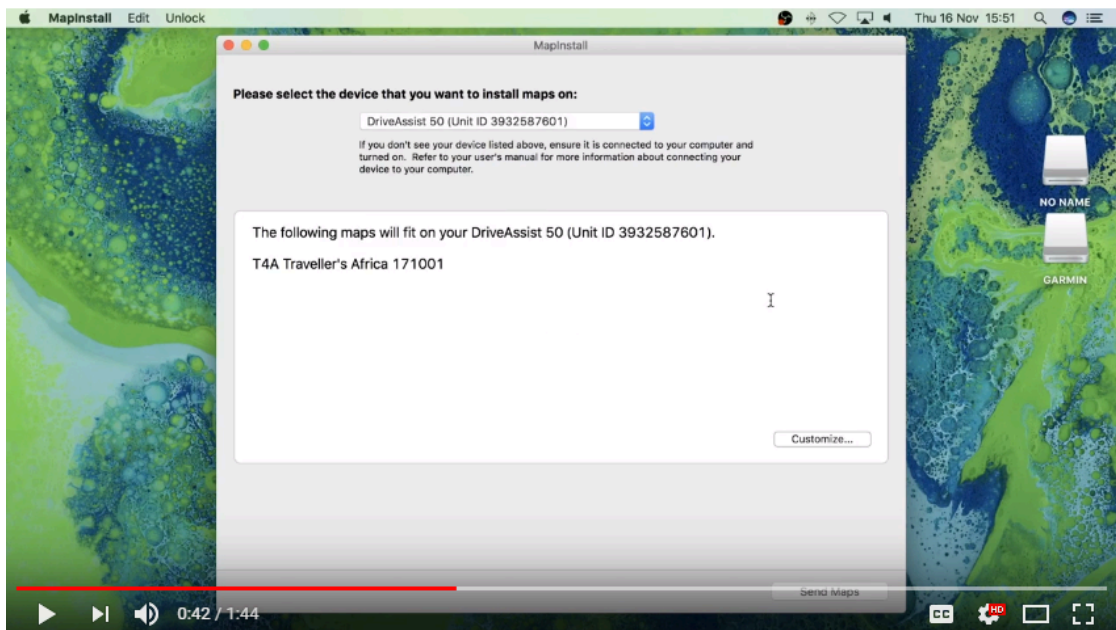 MapInstall Edit Unlock Thu 16 Nov 15:51
MapInstall
Please select the device that you want to install maps on:
DriveAssist 50 (Unit ID 3932587601)
If you don't see your device listed above, ensure it is connected to your computer and
turned on. Refer to your user's manual for more information about connecting your
device to your computer.
The following maps will fit on your DriveAssist 50 (Unit ID 3932587601).
T4A Traveller's Africa 171001
Customize...
NO NAME
GARMIN
Send Maps
0:42 / 1:44
CC
HD